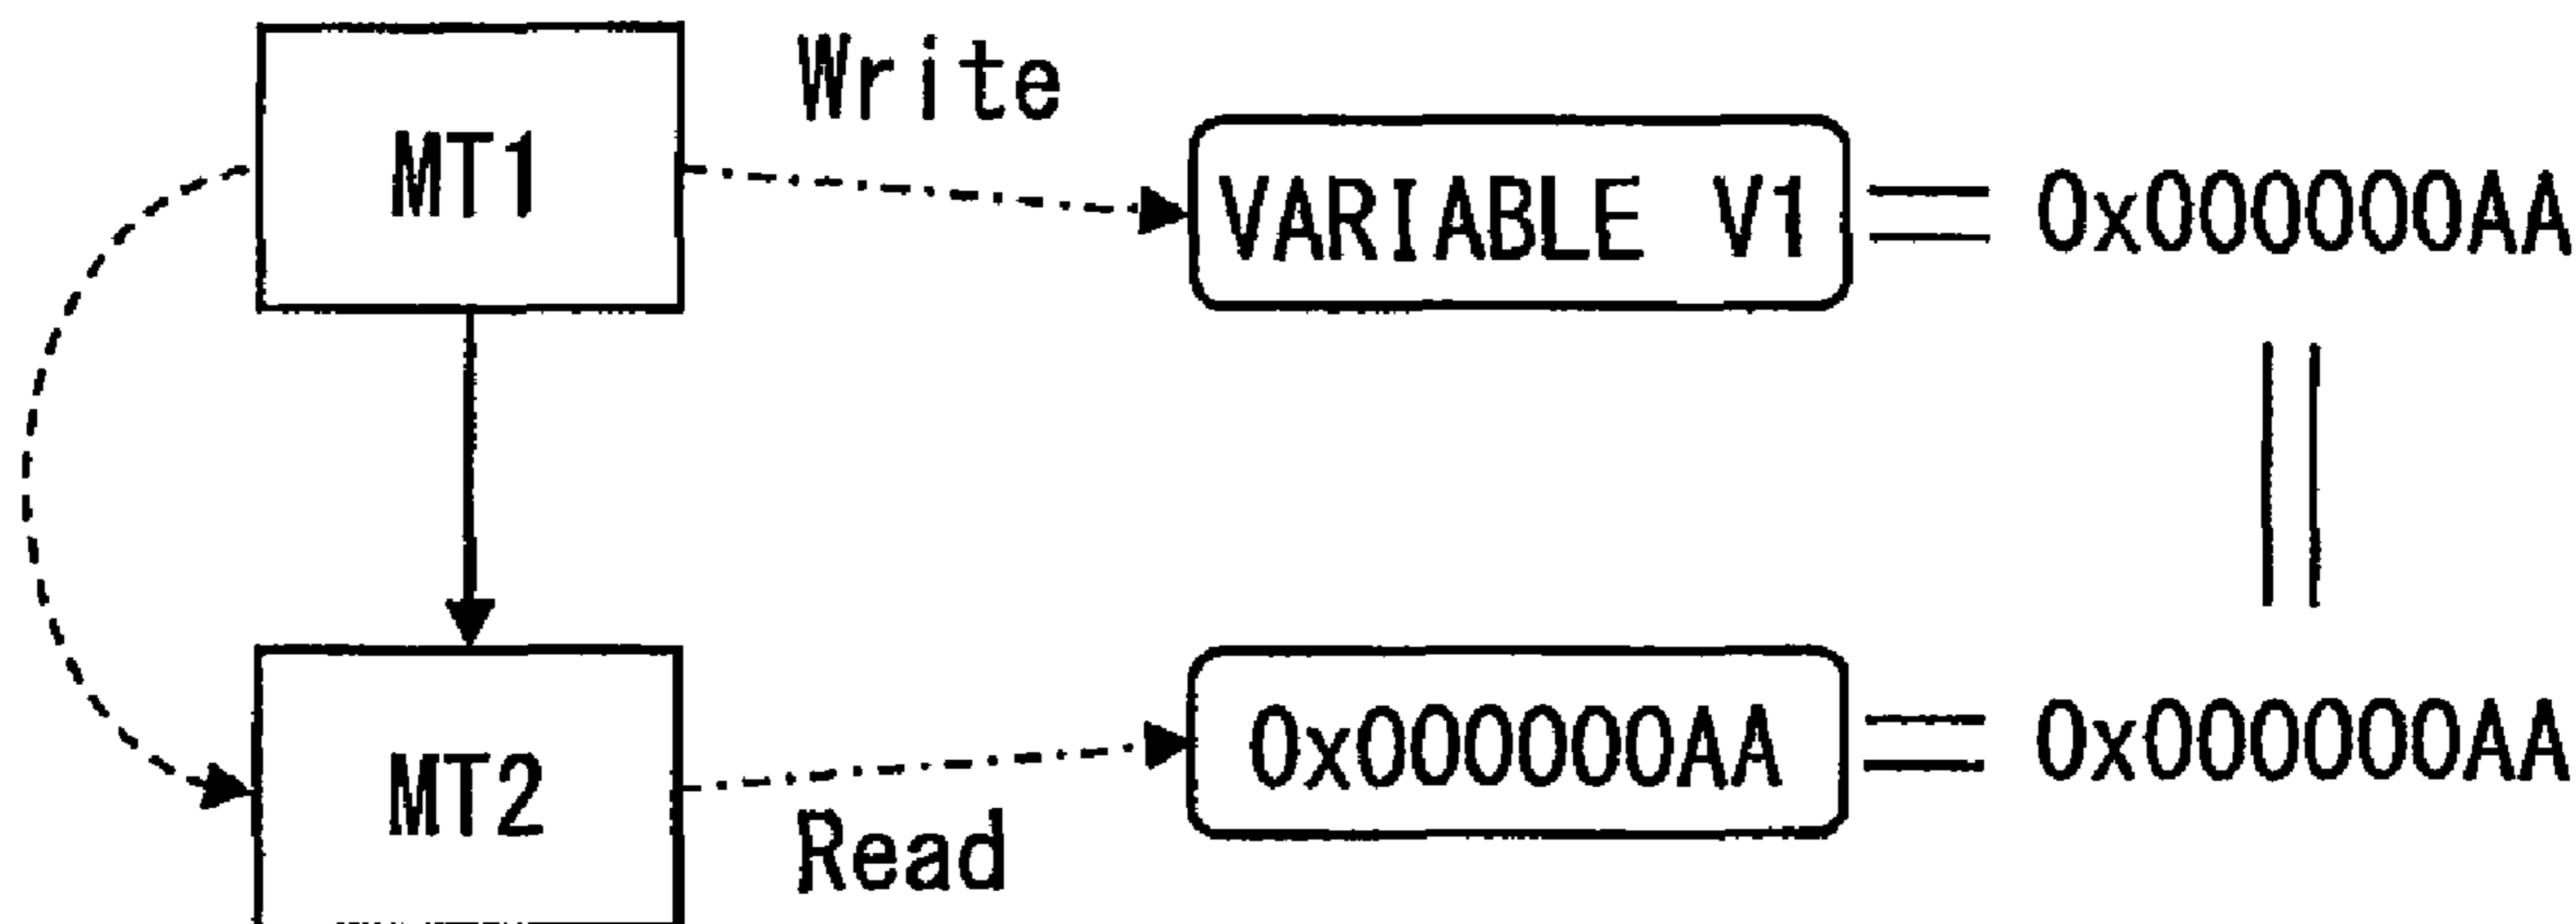 Write
MT1
VARIABLE V1 = 0x000000AA
MT2
0x000000AA = 0x000000AA
Read